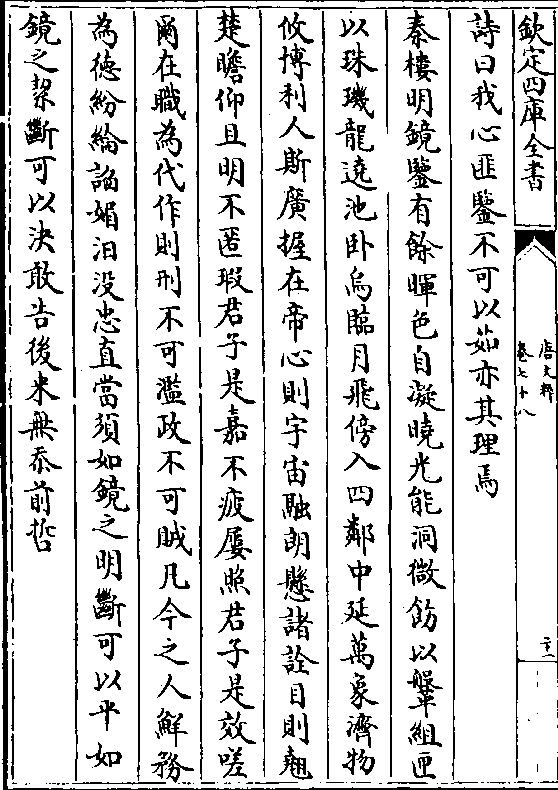 欽定四庫全書
唐文粹
卷七十八
詩曰我心匪鑒不可以茹亦其理焉
秦樓明鏡鑒有餘暉色自凝曉光能洞微飭以鞶組匣
以珠璣龍遶池臥烏臨月飛傍入四鄰中延萬象濟物
攸博利人斯廣握在帝心則宇宙融朗懸諸詮目則翹
楚瞻仰且明不匿瑕君子是嘉不疲屢照君子是效嗟
爾在職為代作則刑不可濫政不可賊凡今之人鮮務
為德紛綸諂媚汩沒忠直當須如鏡之明斷可以平如
鏡之絜斷可以決敢告後來無忝前哲